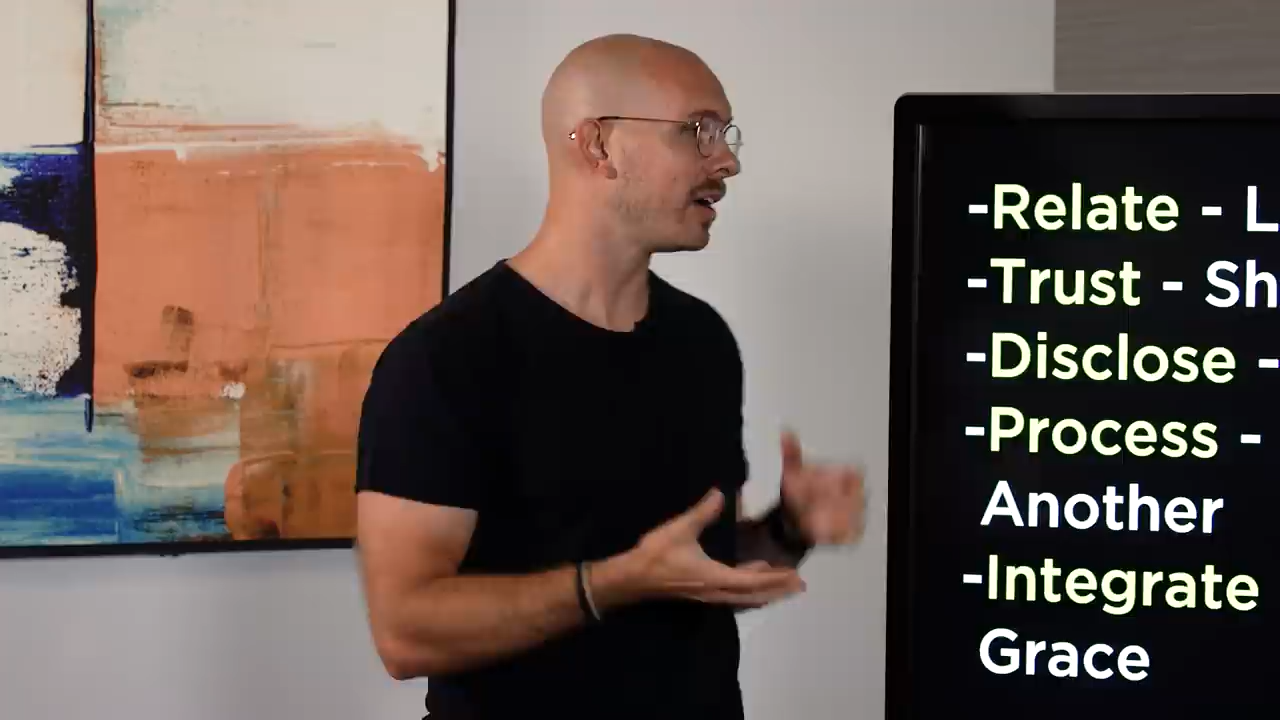 -Relate - L
-Trust - Sh
-Disclose -
-Process -
Another
-Integrate
Grace